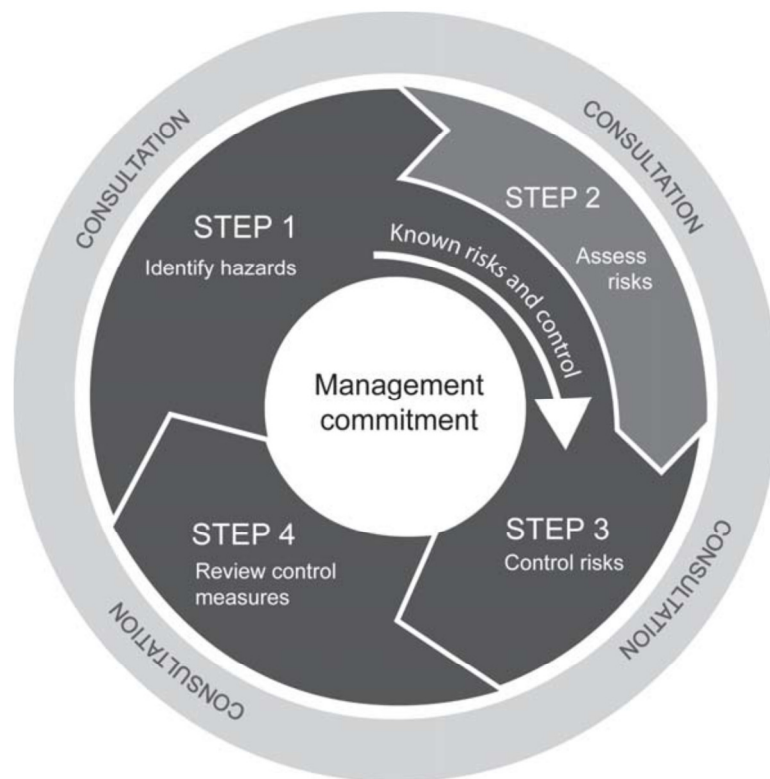 CONSULTATION
CONSULTATION
STEP 1
Identify hazards
STEP 2
Assess
risks
Known risks and control
Management
commitment
STEP 3
Control risks
STEP 4
Review control
measures
CONSULTATION
CONSULTATION